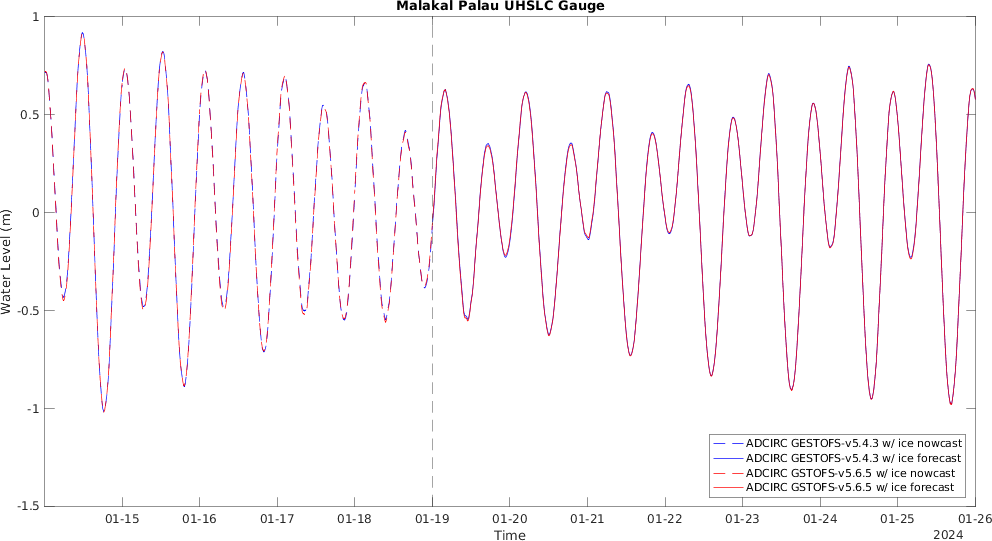 Malakal Palau UHSLC Gauge
Water Level (m)
1
0.5
0
-0.5
-1
-1.5
ADCIRC GESTOFS-v5.4.3 w/ ice nowcast
ADCIRC GESTOFS-v5.4.3 w/ ice forecast
ADCIRC GSTOFS-v5.6.5 w/ ice nowcast
ADCIRC GSTOFS-v5.6.5 w/ ice forecast
01-15 01-16 01-17 01-18 01-19 01-20 01-21 01-22 01-23 01-24 01-25 01-26
Time
2024